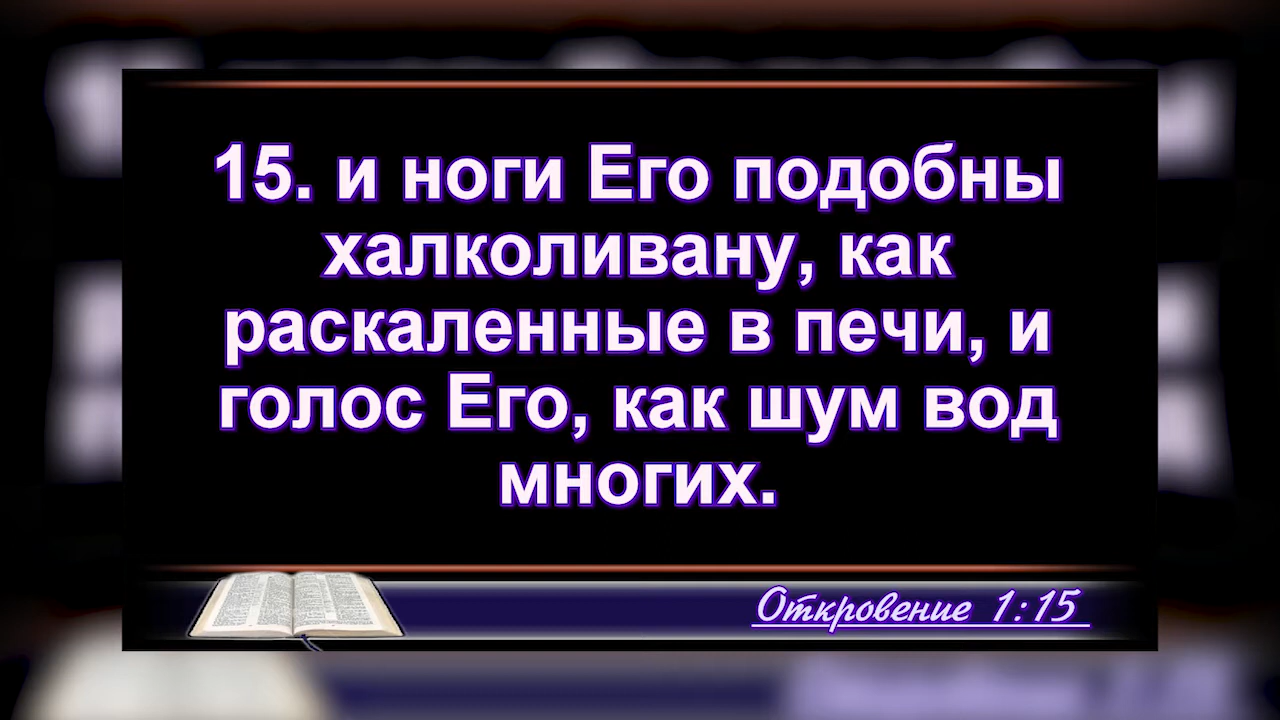 15. и ноги Его подобны
халколивану, как
раскаленные в печи, и
голос Его, как шум вод
многих.
Откровение 1:15